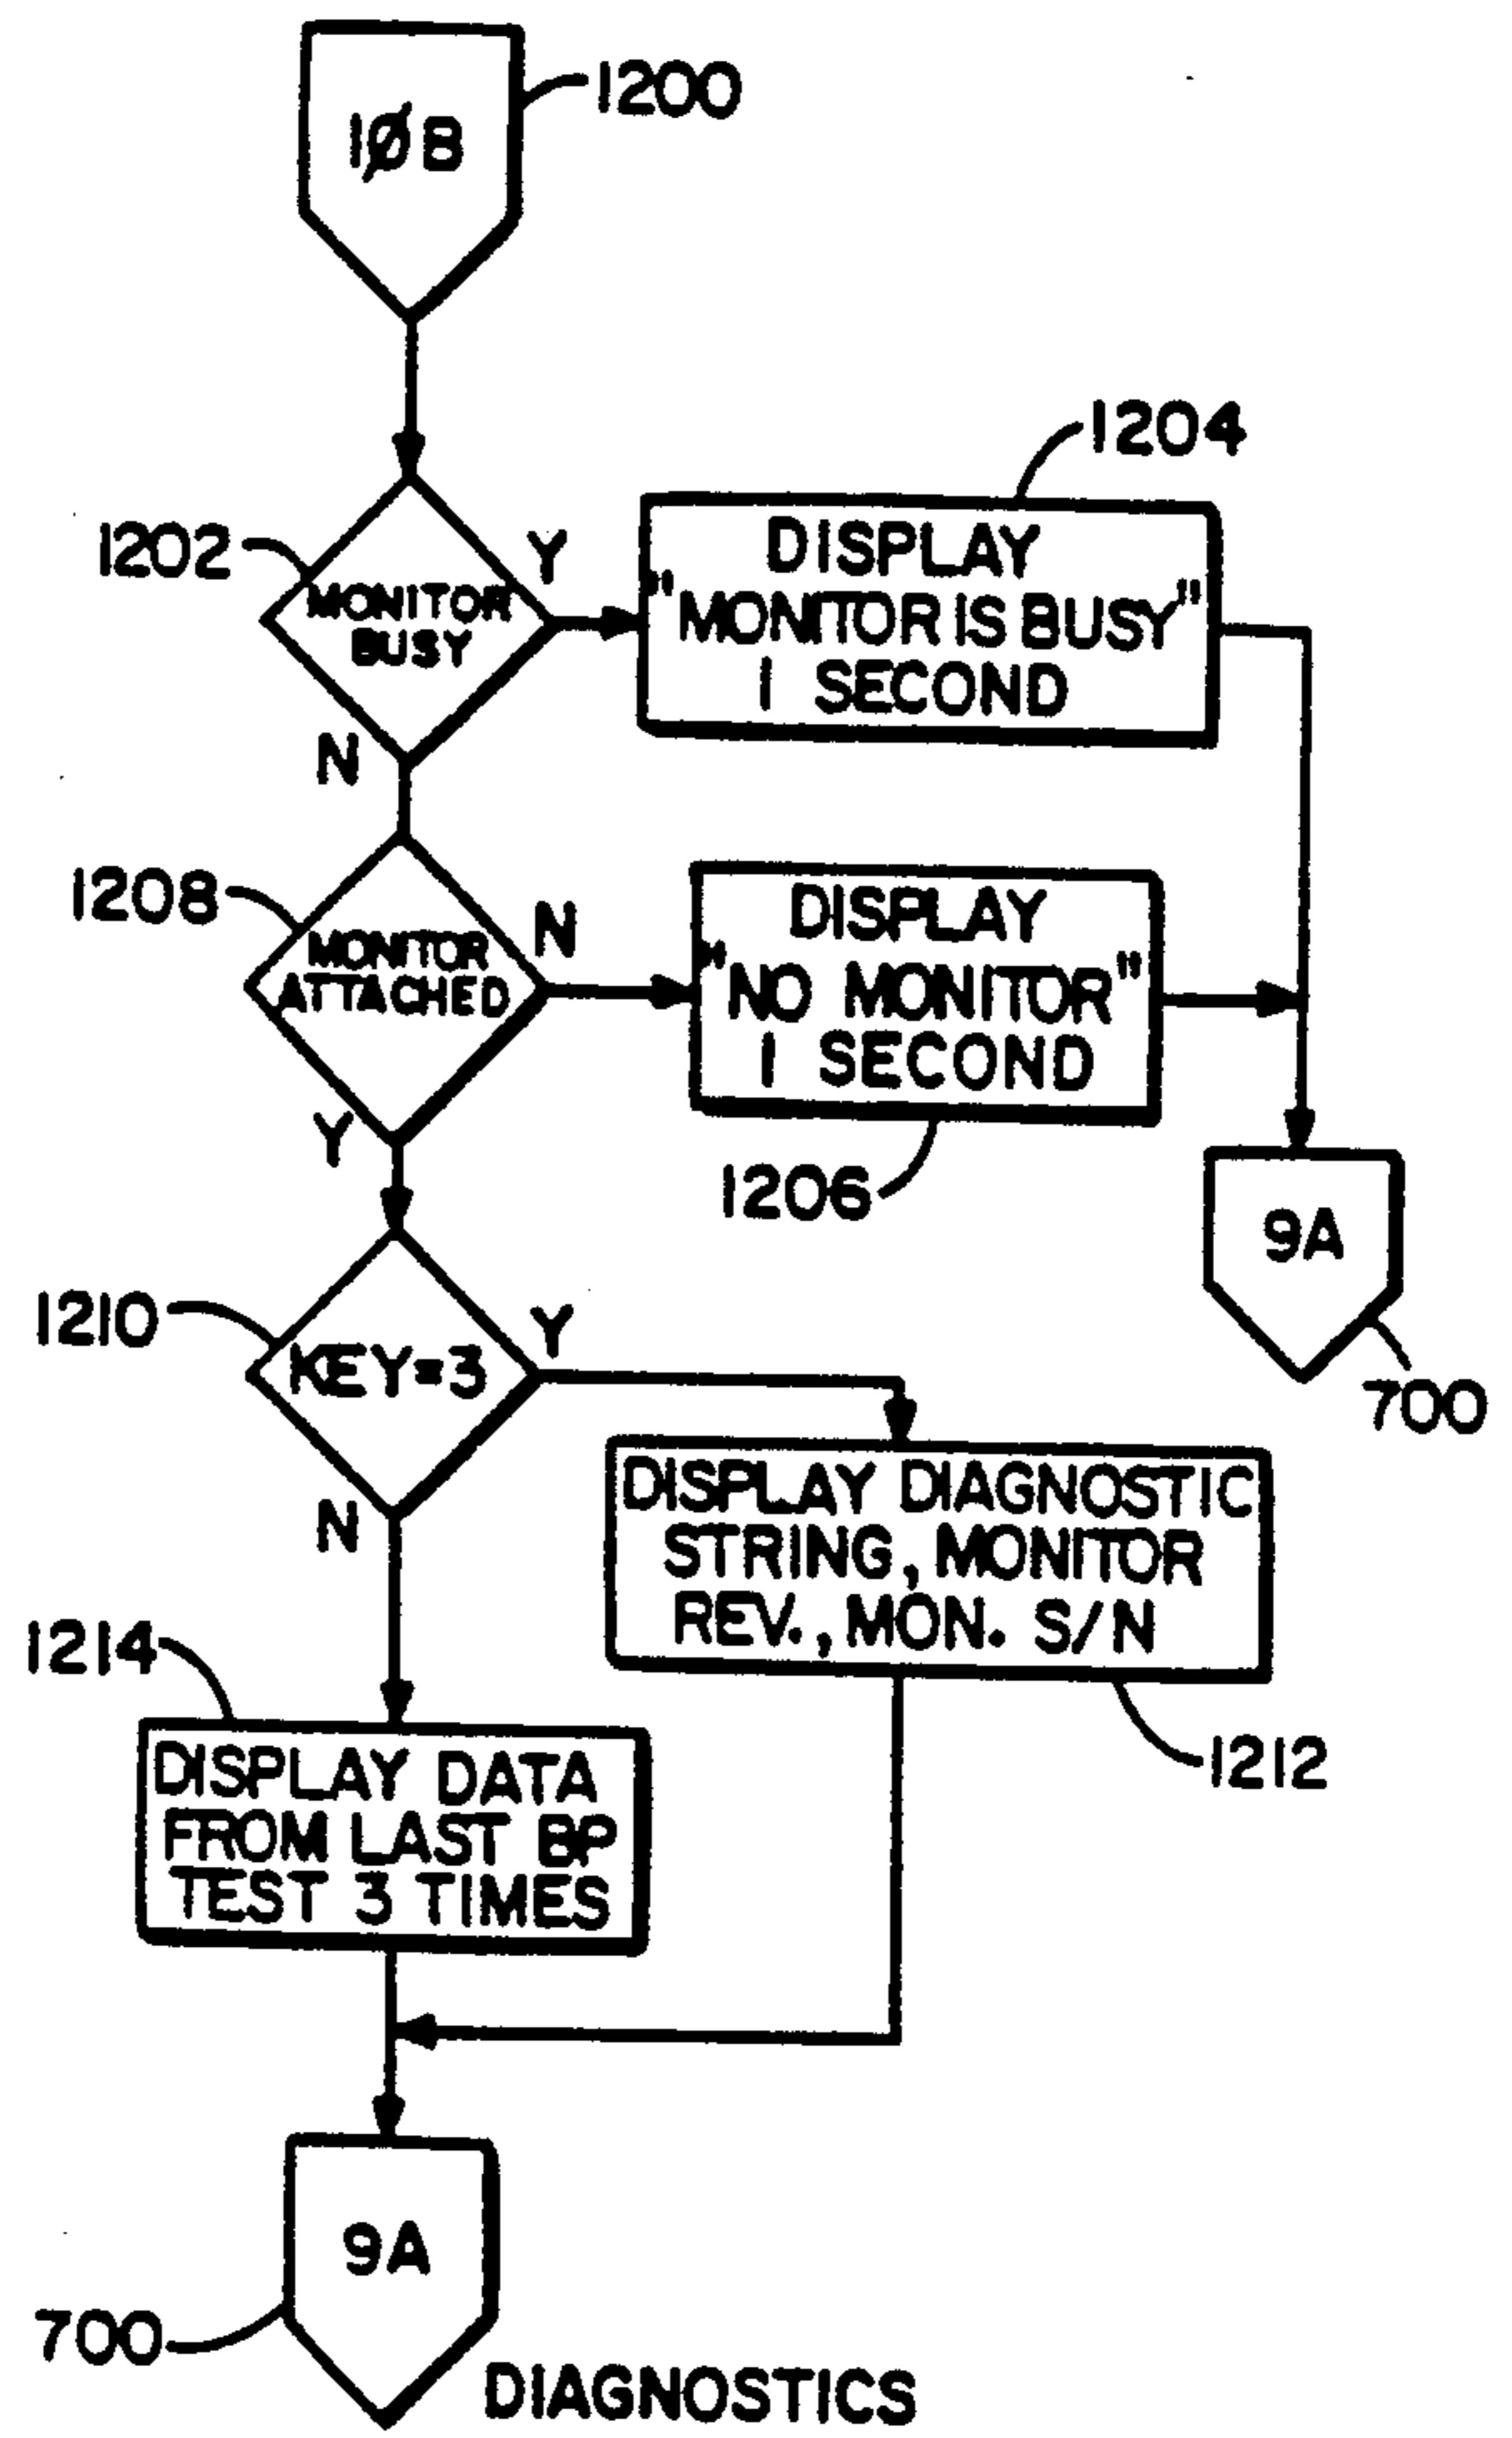 1200
1ØB
1204
1202
MONITOR
BUSY
Y
N
DISPLAY
"MONITOR IS BUSY"
1 SECOND
1208
MONITOR
ATTACHED
N
Y
DISPLAY
"NO MONITOR"
1 SECOND
1206
9A
700
1210
KEY=3
Y
N
DISPLAY DIAGNOSTIC
STRING, MONITOR
REV., MON. S/N
1212
1214
DISPLAY DATA
FROM LAST BP
TEST 3 TIMES
9A
700
DIAGNOSTICS